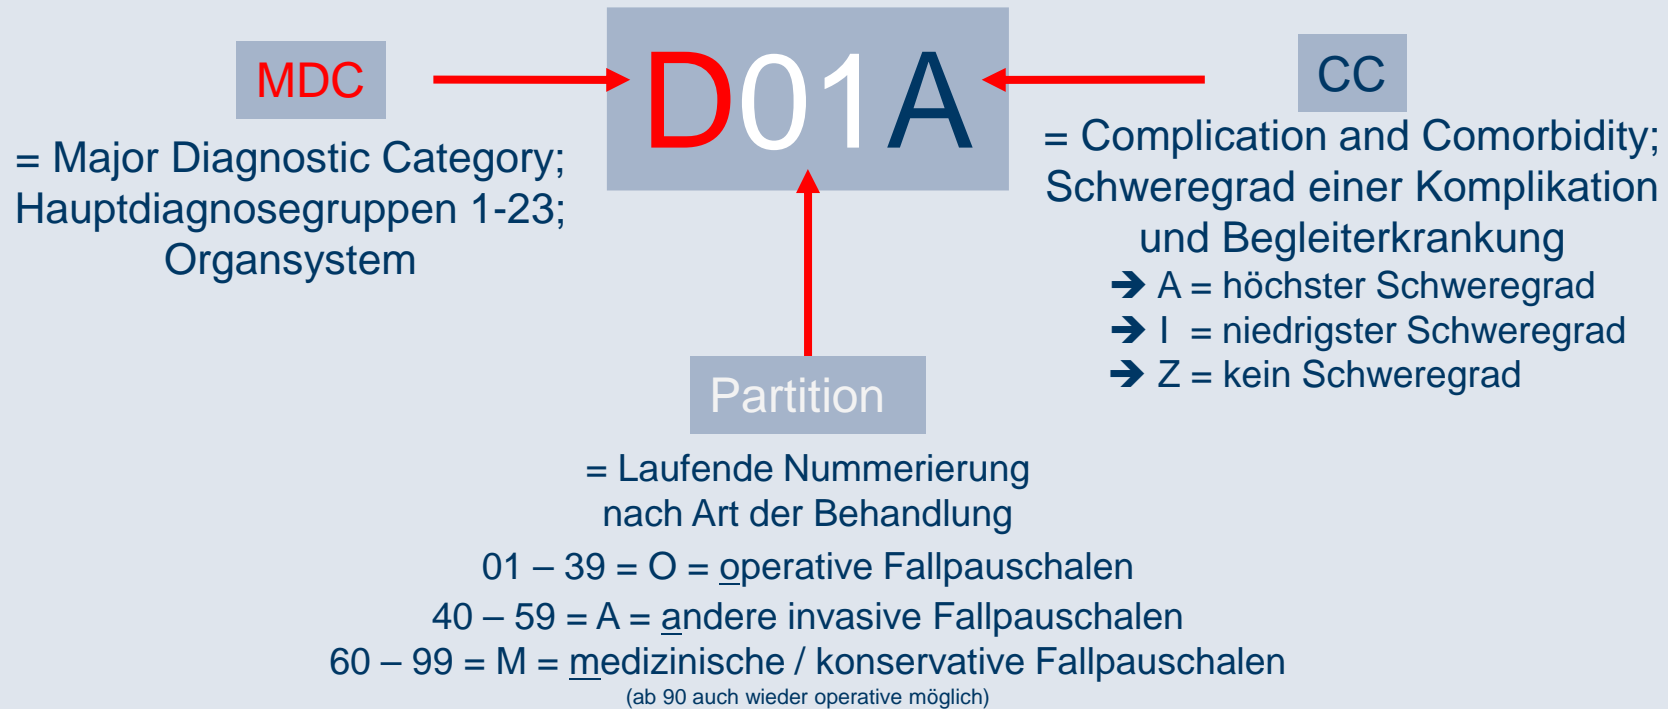 D01A
MDC
= Major Diagnostic Category;
Hauptdiagnosegruppen 1-23;
Organsystem
CC
= Complication and Comorbidity;
Schweregrad einer Komplikation
und Begleiterkrankung
➔ A = höchster Schweregrad
➔ I = niedrigster Schweregrad
➔ Z = kein Schweregrad
Partition
= Laufende Nummerierung
nach Art der Behandlung
01 – 39 = O = operative Fallpauschalen
40 – 59 = A = andere invasive Fallpauschalen
60 – 99 = M = medizinische / konservative Fallpauschalen
(ab 90 auch wieder operative möglich)